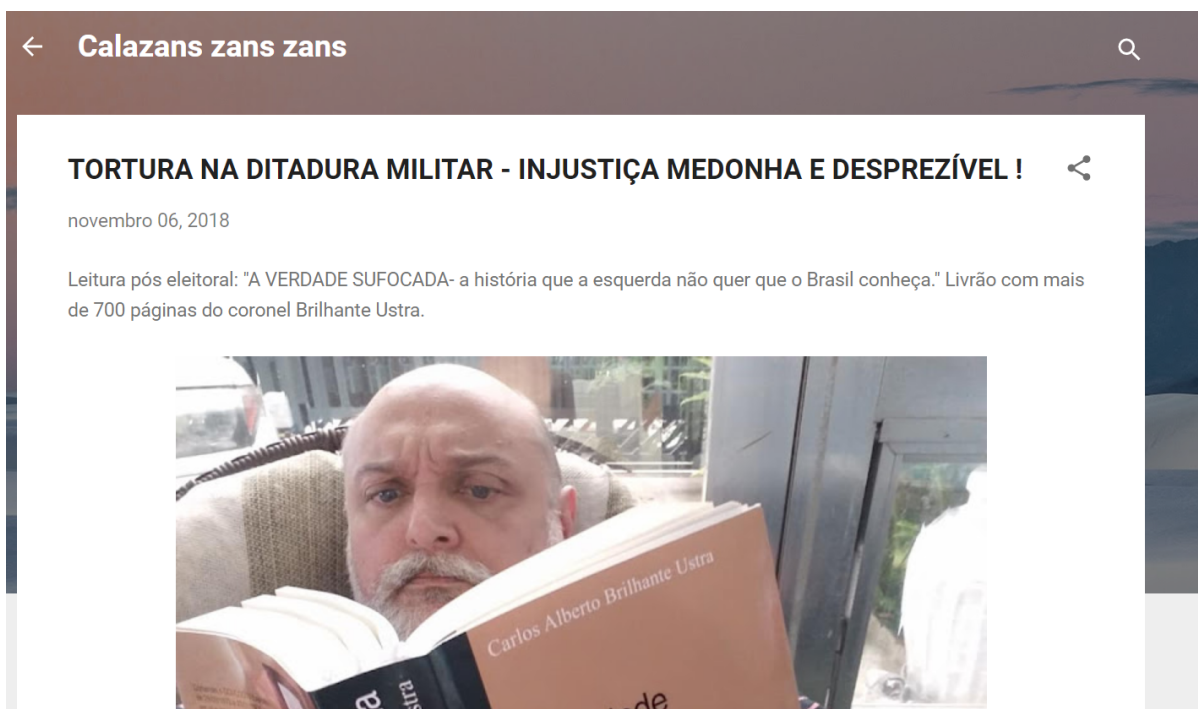 Calazans zans zans
TORTURA NA DITADURA MILITAR - INJUSTIÇA MEDONHA E DESPREZÍVEL !
novembro 06, 2018
Leitura pós eleitoral: "A VERDADE SUFOCADA- a história que a esquerda não quer que o Brasil conheça." Livrão com mais
de 700 páginas do coronel Brilhante Ustra.
Carlos Alberto Brilhante Ustra